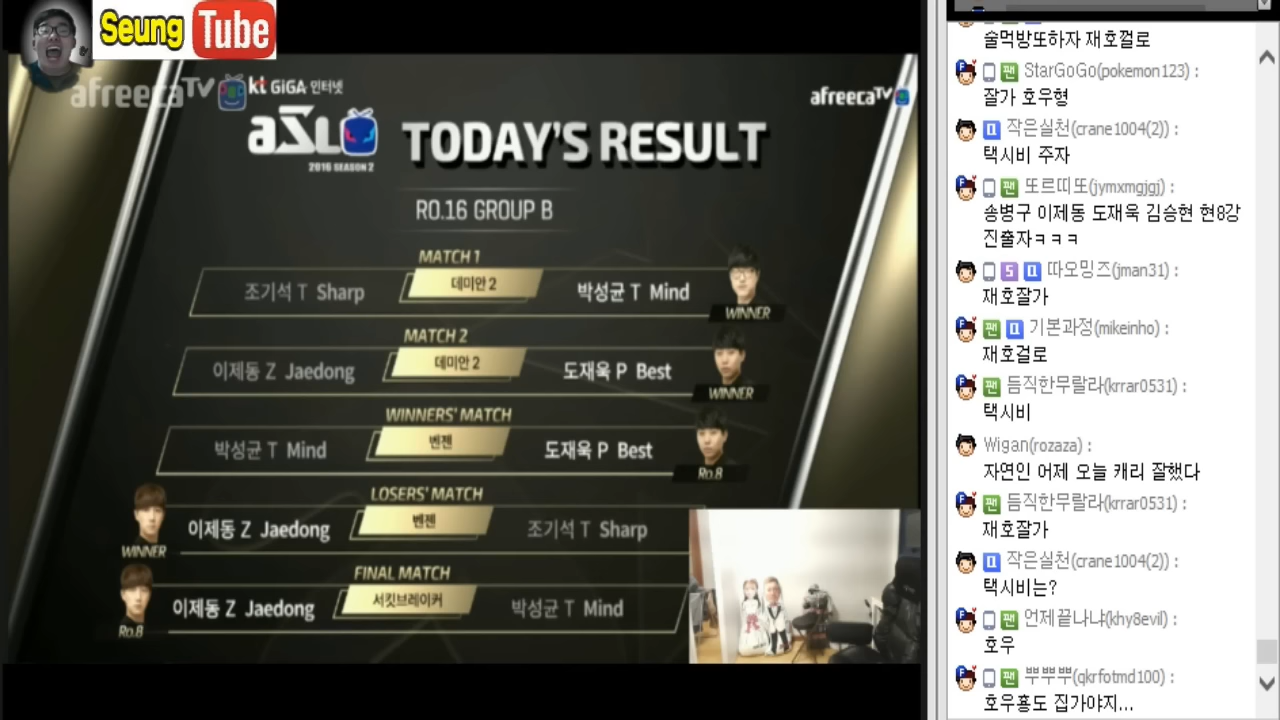 Seung Tube
afreecaTV
kt GiGA 인터넷
afreecaTV
aSL
2016 SEASON 2
TODAY'S RESULT
RO.16 GROUP B
MATCH 1
조기석 T Sharp
데미안 2
박성균 T Mind
WINNER
MATCH 2
이제동 Z Jaedong
데미안 2
도재욱 P Best
WINNER
WINNERS' MATCH
박성균 T Mind
벤젠
도재욱 P Best
Ro.8
LOSERS' MATCH
이제동 Z Jaedong
벤젠
조기석 T Sharp
WINNER
FINAL MATCH
이제동 Z Jaedong
서킷브레이커
박성균 T Mind
Ro.8
술먹방또하자 재호껄로
팬 StarGoGo(pokemon123) :
잘가 호우형
작은실천(crane1004(2)) :
택시비 주자
팬 또르띠또(jymxmgjgj) :
송병구 이제동 도재욱 김승현 현8강
진출자ㅋㅋㅋ
S 따오밍즈(jman31) :
재호잘가
팬 기본과정(mikeinho) :
재호걸로
팬 듬직한무랄라(krrar0531) :
택시비
Wigan(rozaza) :
자연인 어제 오늘 캐리 잘했다
팬 듬직한무랄라(krrar0531) :
재호잘가
작은실천(crane1004(2)) :
택시비는?
팬 언제끝나냐(khy8evil) :
호우
팬 뿌뿌뿌(qkrfotmd100) :
호우횽도 집가야지...